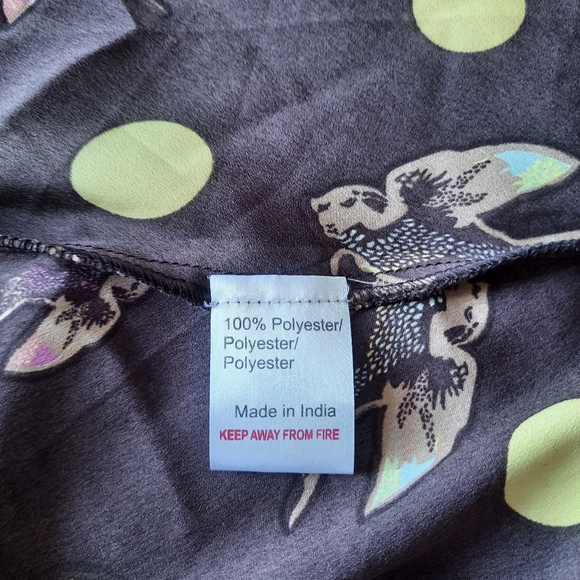 100% Polyester/
Polyester/
Polyester
Made in India
KEEP AWAY FROM FIRE